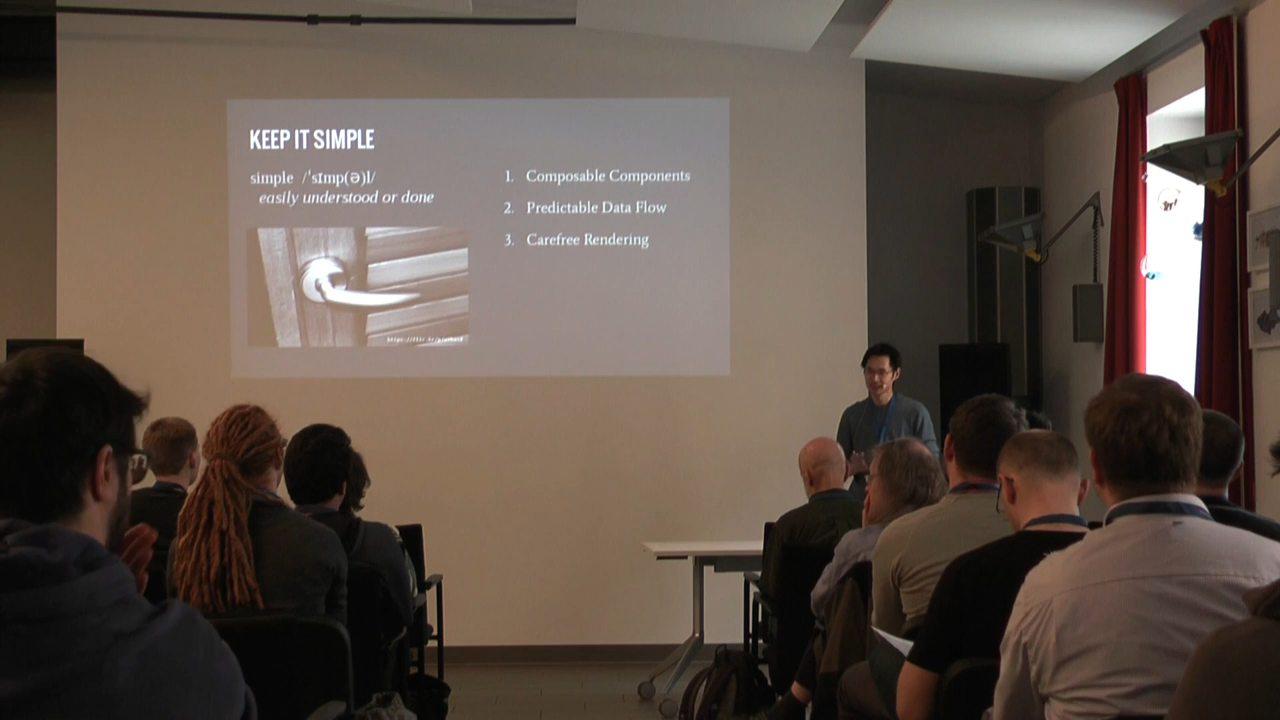 KEEP IT SIMPLE
simple /ˈsɪmp(ə)l/
easily understood or done
1. Composable Components
2. Predictable Data Flow
3. Carefree Rendering